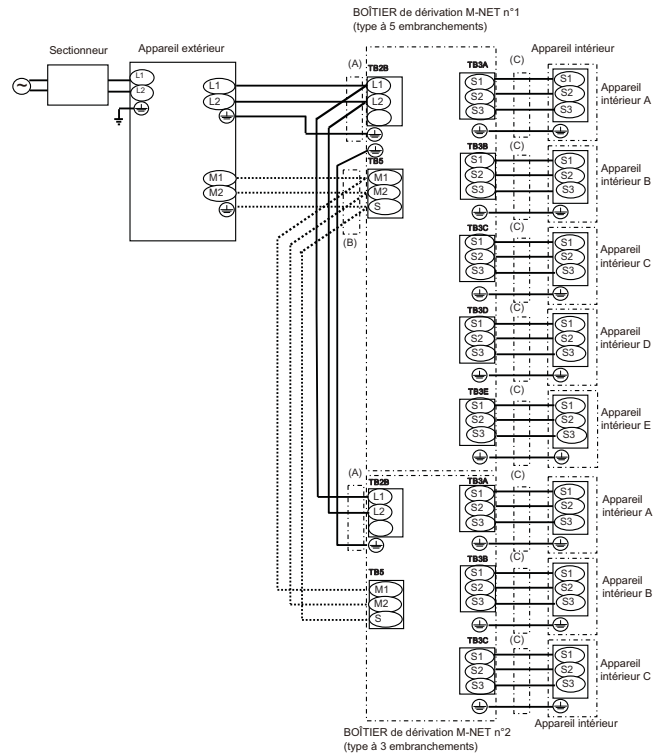 BOÎTIER de dérivation M-NET n°1
(type à 5 embranchements)
Sectionneur
Appareil extérieur
Appareil intérieur
L1
L2
L1
L2
M1
M2
(A)
TB2B
L1
L2
TB5
M1
M2
S
(B)
TB3A
S1
S2
S3
(C)
S1
S2
S3
Appareil
intérieur A
TB3B
S1
S2
S3
(C)
S1
S2
S3
Appareil
intérieur B
TB3C
S1
S2
S3
(C)
S1
S2
S3
Appareil
intérieur C
TB3D
S1
S2
S3
(C)
S1
S2
S3
Appareil
intérieur D
TB3E
S1
S2
S3
(C)
S1
S2
S3
Appareil
intérieur E
(A)
TB2B
L1
L2
TB5
M1
M2
S
TB3A
S1
S2
S3
(C)
S1
S2
S3
Appareil
intérieur A
TB3B
S1
S2
S3
(C)
S1
S2
S3
Appareil
intérieur B
TB3C
S1
S2
S3
(C)
S1
S2
S3
Appareil
intérieur C
Appareil intérieur
BOÎTIER de dérivation M-NET n°2
(type à 3 embranchements)